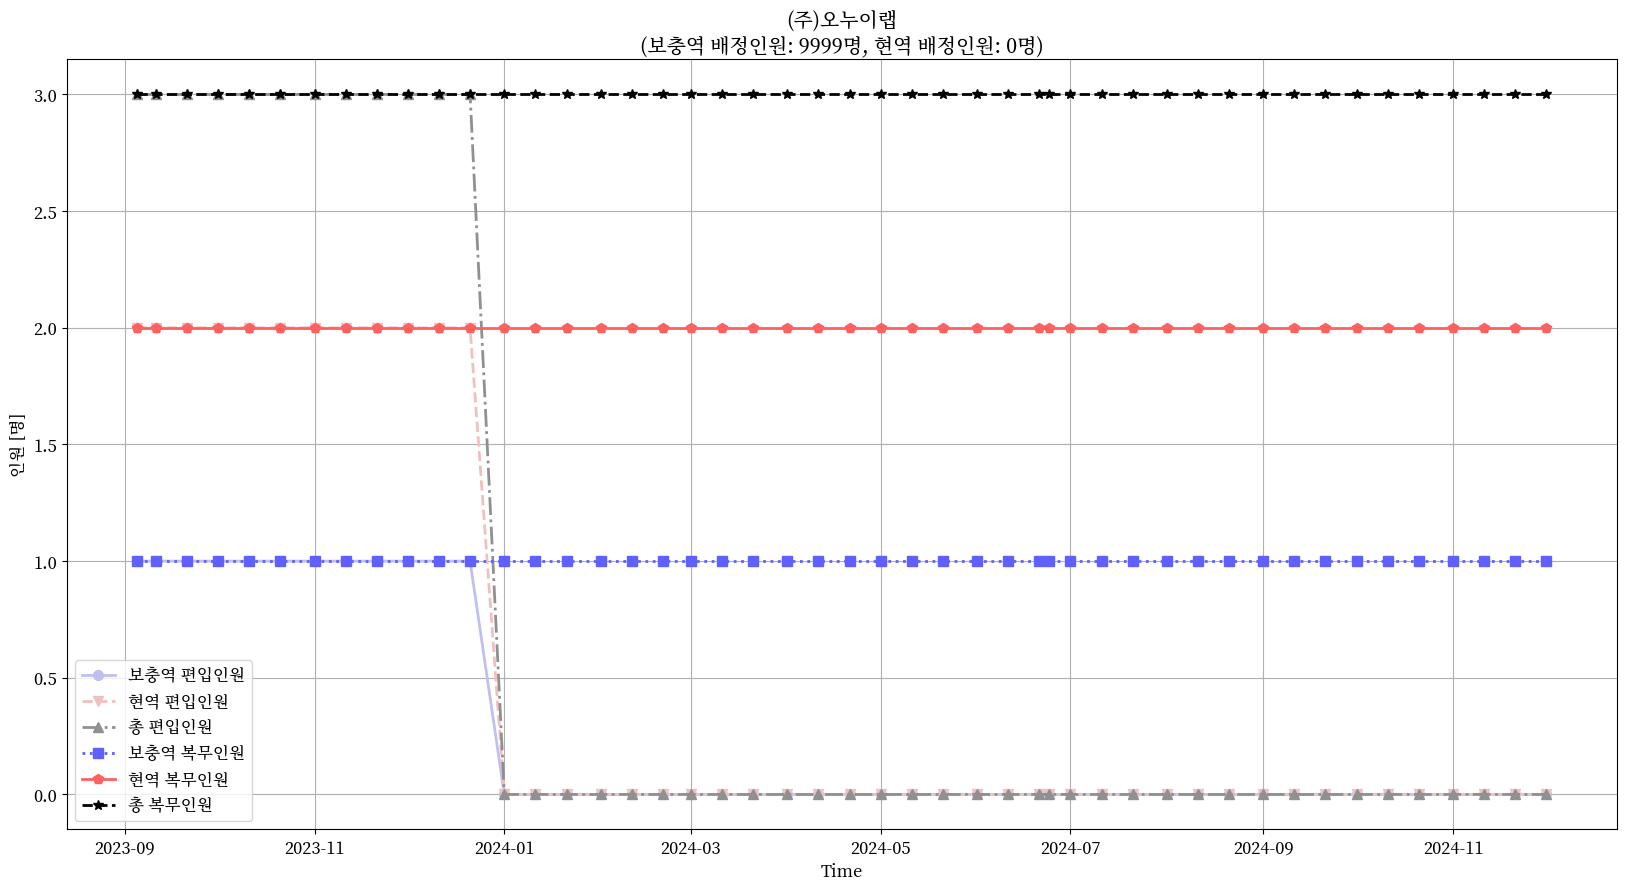 (주)오누이랩
(보충역 배정인원: 9999명, 현역 배정인원: 0명)
3.0
2.5
2.0
1.5
1.0
0.5
0.0
인원 [명]
보충역 편입인원
현역 편입인원
총 편입인원
보충역 복무인원
현역 복무인원
총 복무인원
2023-09 2023-11 2024-01 2024-03 2024-05 2024-07 2024-09 2024-11
Time